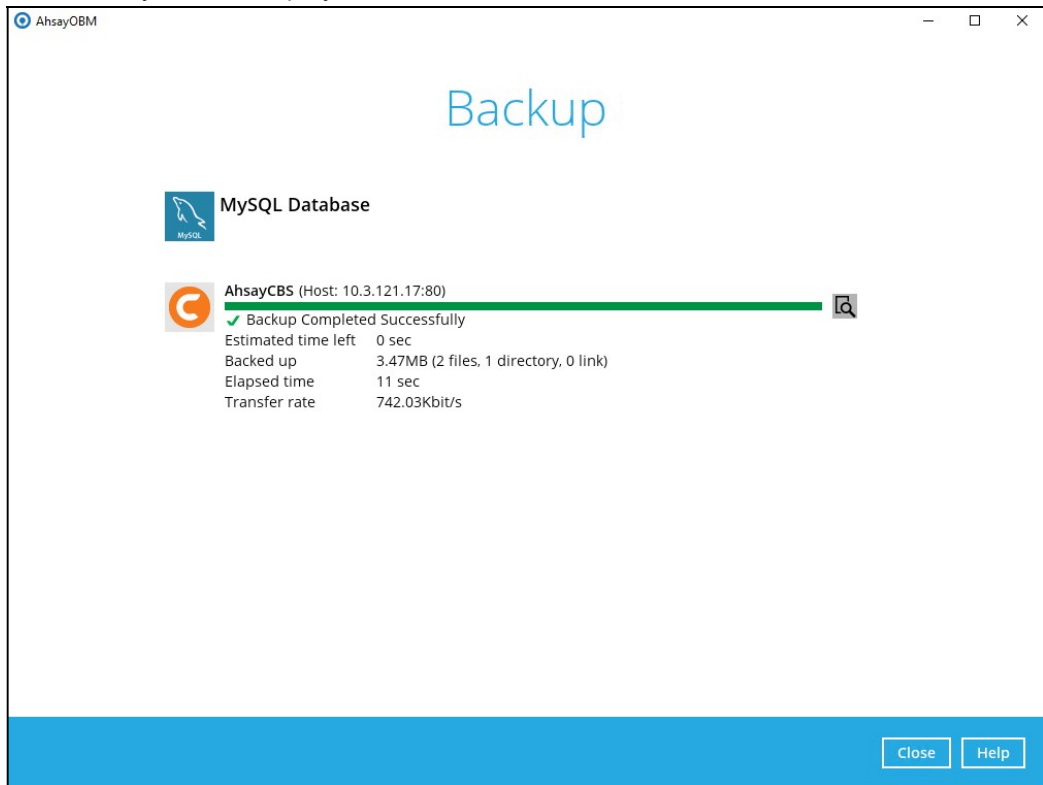 AhsayOBM
Backup
MySQL Database
MySQL
AhsayCBS (Host: 10.3.121.17:80)
Backup Completed Successfully
Estimated time left 0 sec
Backed up 3.47MB (2 files, 1 directory, 0 link)
Elapsed time 11 sec
Transfer rate 742.03Kbit/s
Close Help